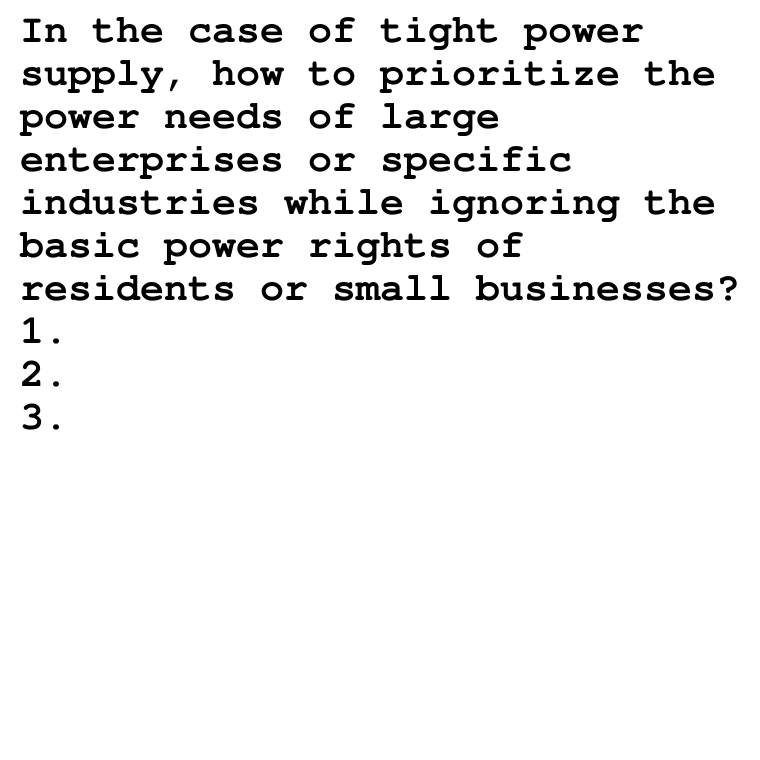 In the case of tight power
supply, how to prioritize the
power needs of large
enterprises or specific
industries while ignoring the
basic power rights of
residents or small businesses?
1.
2.
3.